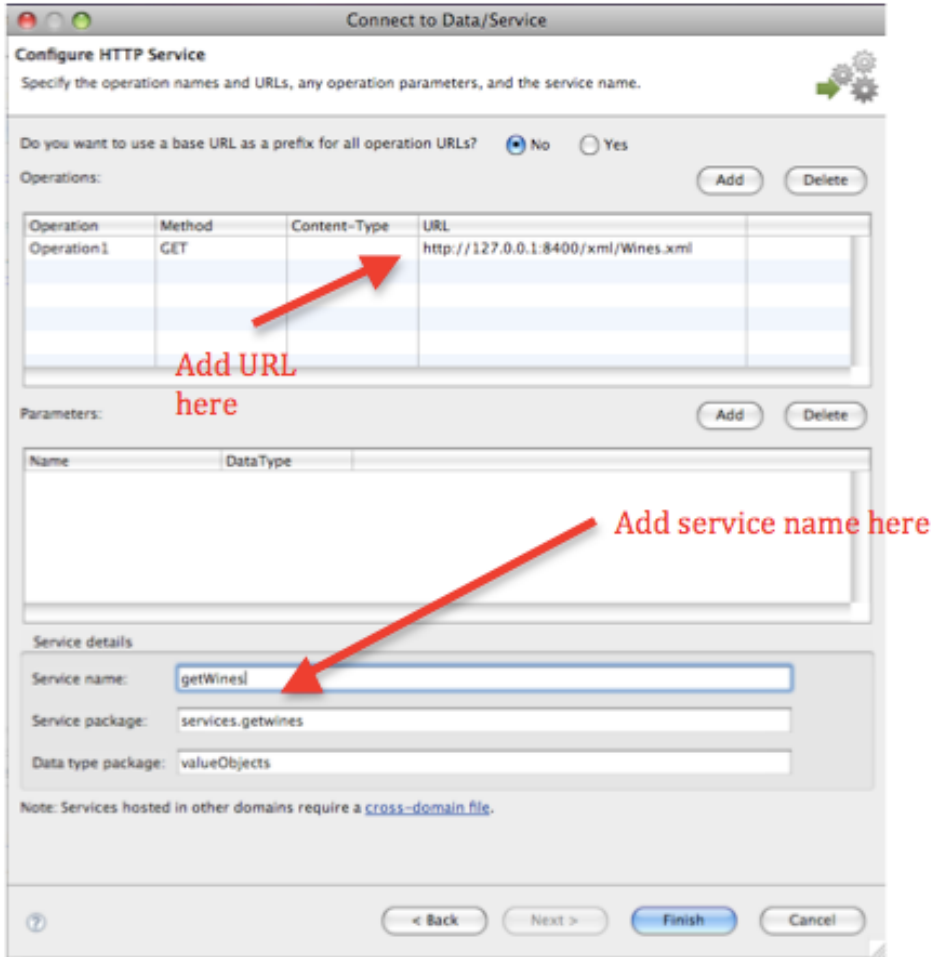 Connect to Data/Service
Configure HTTP Service
Specify the operation names and URLs, any operation parameters, and the service name.
Do you want to use a base URL as a prefix for all operation URLs? No Yes
Operations: Add Delete
Operation Method Content-Type URL
Operation1 GET http://127.0.0.1:8400/xml/Wines.xml
Add URL
here
Parameters: Add Delete
Name DataType
Add service name here
Service details
Service name: getWines
Service package: services.getwines
Data type package: valueObjects
Note: Services hosted in other domains require a cross-domain file.
? < Back Next > Finish Cancel